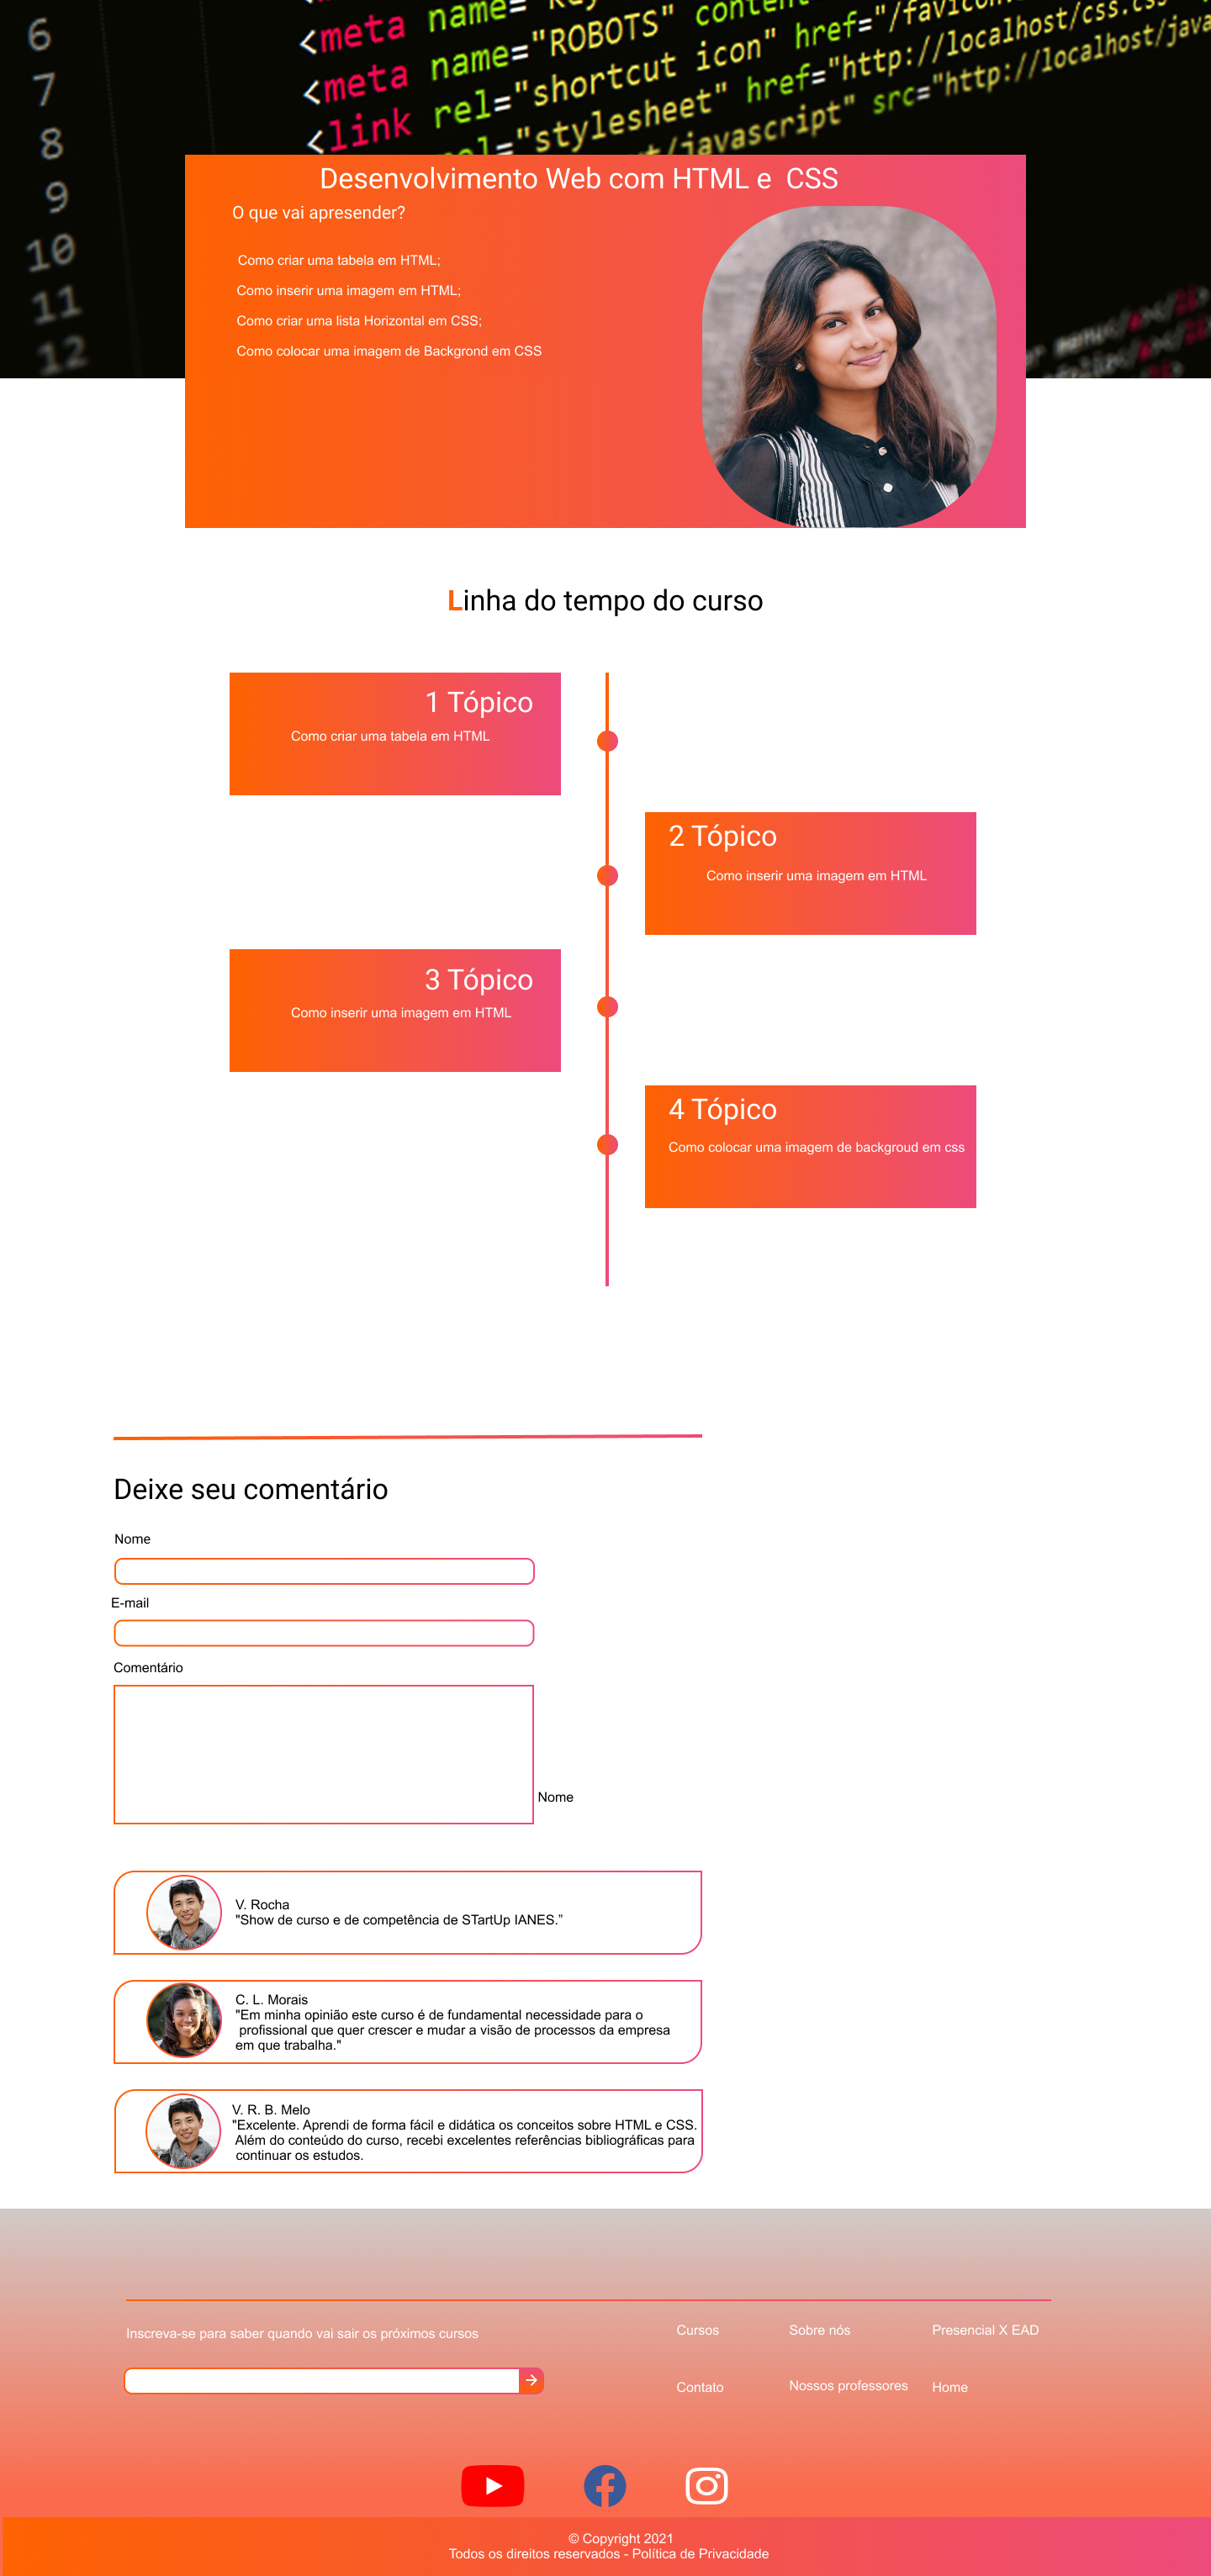 6
7
8
9
10
11
12
<meta name=
<meta name="ROBOTS" content
<link rel="shortcut icon" href="/favicon
rel="stylesheet" href="http://localhost/css.cs
/javascript" src="http://localhost/java
Desenvolvimento Web com HTML e  CSS
O que vai apresender?
Como criar uma tabela em HTML;
Como inserir uma imagem em HTML;
Como criar uma lista Horizontal em CSS;
Como colocar uma imagem de Backgrond em CSS
Linha do tempo do curso
1 Tópico
Como criar uma tabela em HTML
2 Tópico
Como inserir uma imagem em HTML
3 Tópico
Como inserir uma imagem em HTML
4 Tópico
Como colocar uma imagem de backgroud em css
Deixe seu comentário
Nome
E-mail
Comentário
Nome
V. Rocha
"Show de curso e de competência de STartUp IANES.”
C. L. Morais
"Em minha opinião este curso é de fundamental necessidade para o
profissional que quer crescer e mudar a visão de processos da empresa
em que trabalha."
V. R. B. Melo
"Excelente. Aprendi de forma fácil e didática os conceitos sobre HTML e CSS.
Além do conteúdo do curso, recebi excelentes referências bibliográficas para
continuar os estudos.
Inscreva-se para saber quando vai sair os próximos cursos
Cursos
Sobre nós
Presencial X EAD
Contato
Nossos professores
Home
© Copyright 2021
Todos os direitos reservados - Política de Privacidade